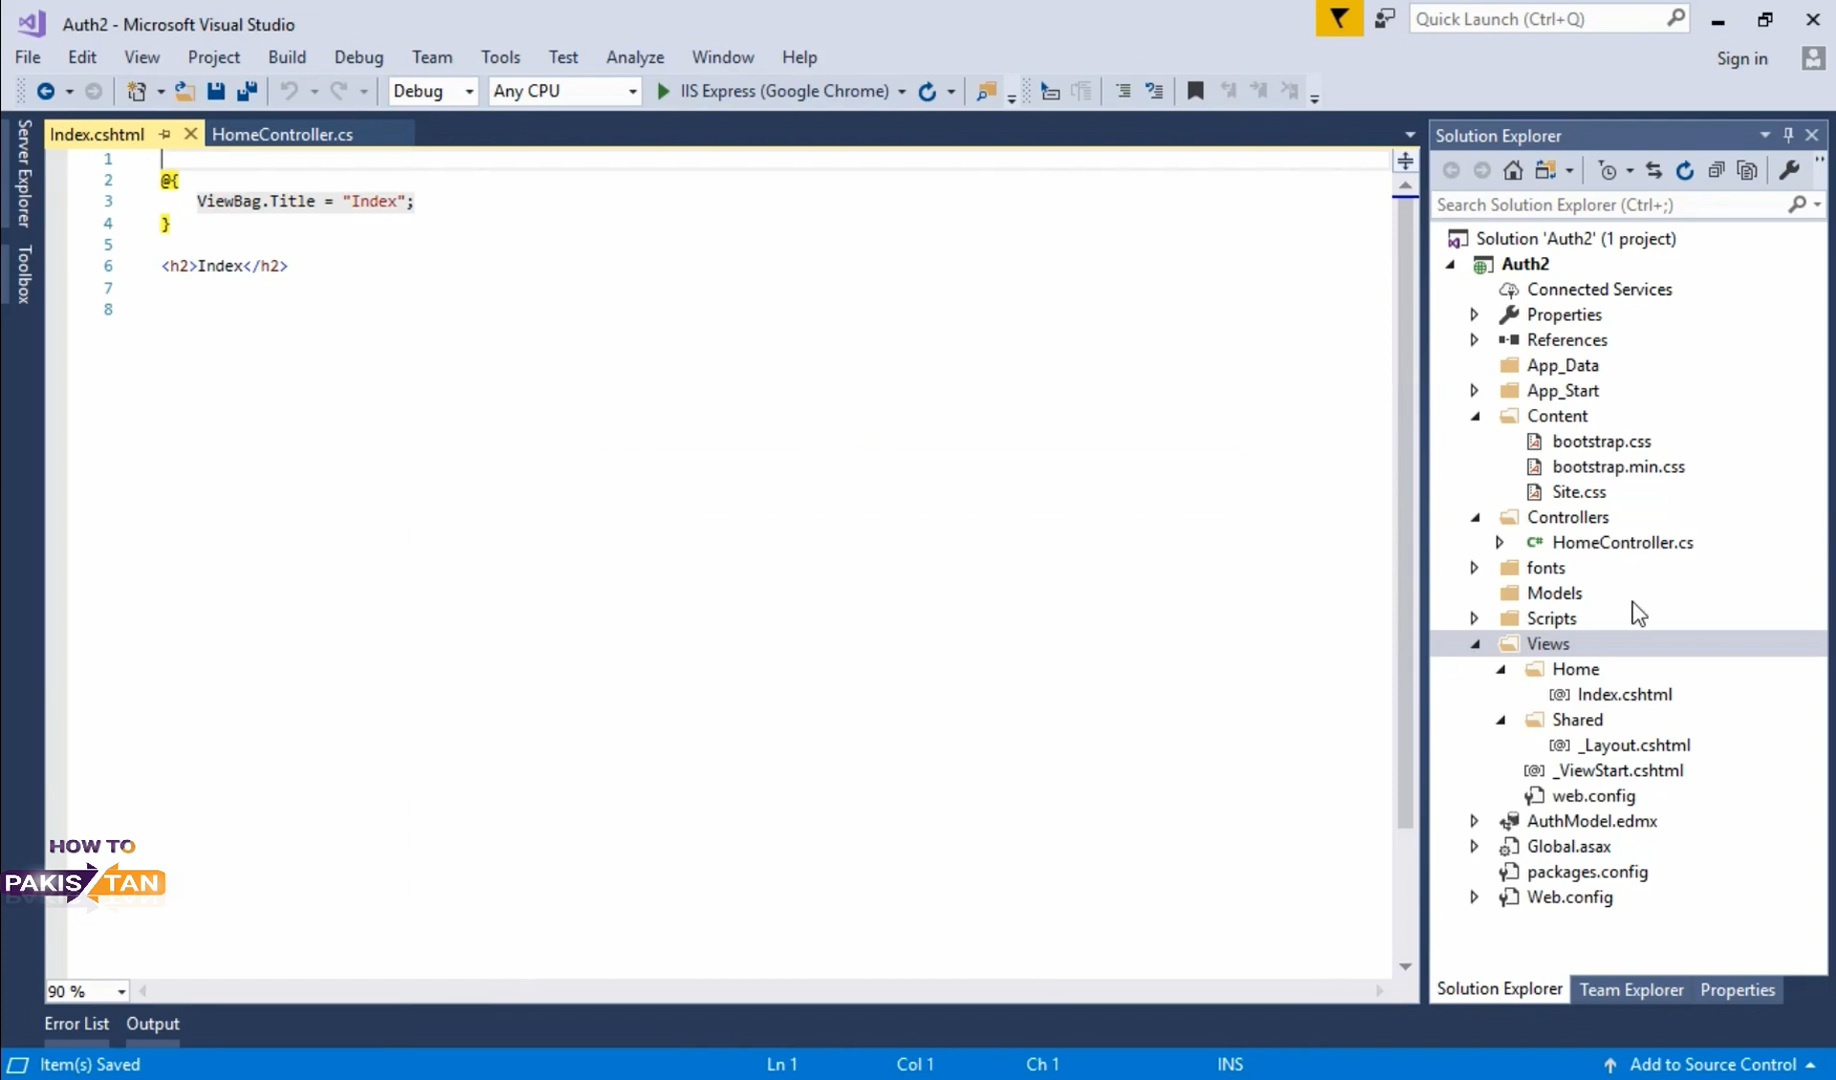 Auth2 - Microsoft Visual Studio
Quick Launch (Ctrl+Q)
File Edit View Project Build Debug Team Tools Test Analyze Window Help
Sign in
Debug Any CPU IIS Express (Google Chrome)
Server Explorer
Toolbox
Index.cshtml HomeController.cs
1
2 @{
3 ViewBag.Title = "Index";
4 }
5
6 <h2>Index</h2>
7
8
90 %
HOW TO
PAKISTAN
Error List Output
Solution Explorer
Search Solution Explorer (Ctrl+;)
Solution 'Auth2' (1 project)
Auth2
Connected Services
Properties
References
App_Data
App_Start
Content
bootstrap.css
bootstrap.min.css
Site.css
Controllers
C# HomeController.cs
fonts
Models
Scripts
Views
Home
[@] Index.cshtml
Shared
[@] _Layout.cshtml
[@] _ViewStart.cshtml
web.config
AuthModel.edmx
Global.asax
packages.config
Web.config
Solution Explorer Team Explorer Properties
Item(s) Saved Ln 1 Col 1 Ch 1 INS Add to Source Control